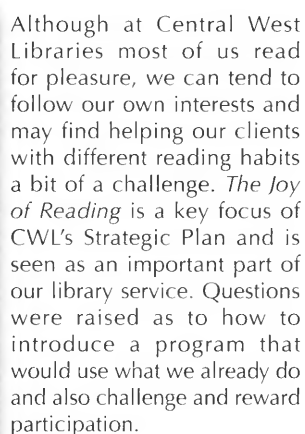 Although at Central West
Libraries most of us read
for pleasure, we can tend to
follow our own interests and
may find helping our clients
with different reading habits
a bit of a challenge. The Joy
of Reading is a key focus of
CWL's Strategic Plan and is
seen as an important part of
our library service. Questions
were raised as to how to
introduce a program that
would use what we already do
and also challenge and reward
participation.